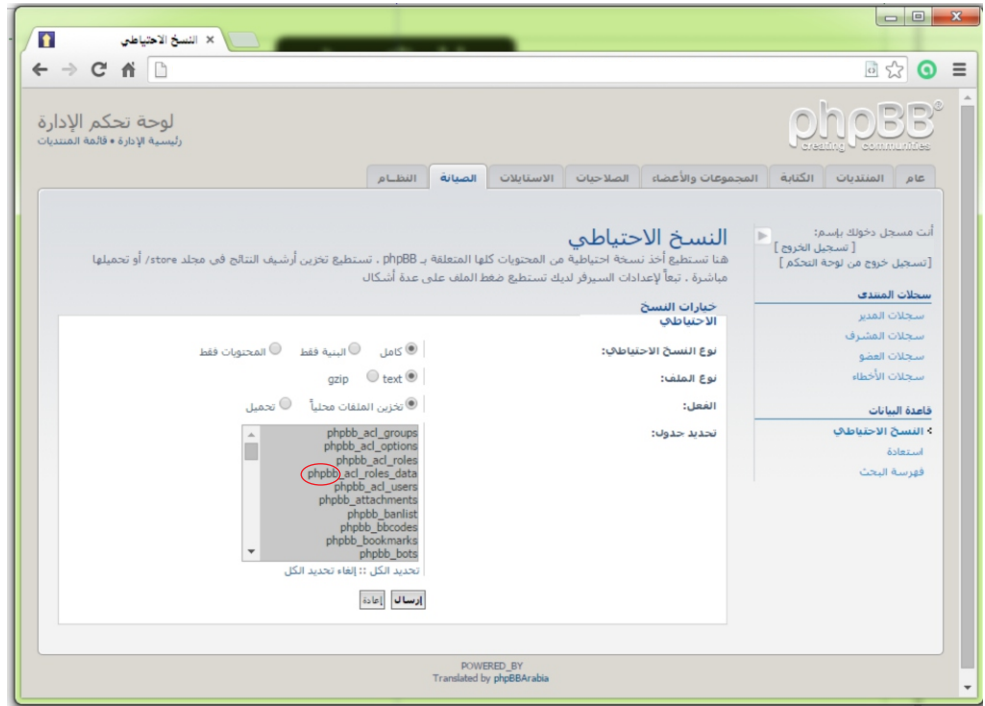 النسخ الاحتياطي
phpBB
creating communities
لوحة تحكم الإدارة
رئيسية الإدارة • قائمة المنتديات
عام
المنتديات
الكتابة
المجموعات والأعضاء
الصلاحيات
الاستايلات
الصيانة
النظـام
أنت مسجل دخولك بإسم:
[ تسجيل الخروج ]
[تسجيل خروج من لوحة التحكم ]
سجلات المنتدى
سجلات المدير
سجلات المشرف
سجلات العضو
سجلات الأخطاء
قاعدة البيانات
النسخ الاحتياطي
استعادة
فهرسة البحث
النسخ الاحتياطي
هنا تستطيع أخذ نسخة احتياطية من المحتويات كلها المتعلقة بـ phpBB . تستطيع تخزين أرشيف النتائج في مجلد store/ أو تحميلها
مباشرة . تبعاً لإعدادات السيرفر لديك تستطيع ضغط الملف على عدة أشكال
خيارات النسخ
الاحتياطي
نوع النسخ الاحتياطي: كامل البنية فقط المحتويات فقط
نوع الملف: text gzip
الفعل: تخزين الملفات محلياً تحميل
تحديد جدول:
phpbb_acl_groups
phpbb_acl_options
phpbb_acl_roles
phpbb_acl_roles_data
phpbb_acl_users
phpbb_attachments
phpbb_banlist
phpbb_bbcodes
phpbb_bookmarks
phpbb_bots
تحديد الكل :: إلغاء تحديد الكل
إرسال إعادة
POWERED_BY
Translated by phpBBArabia